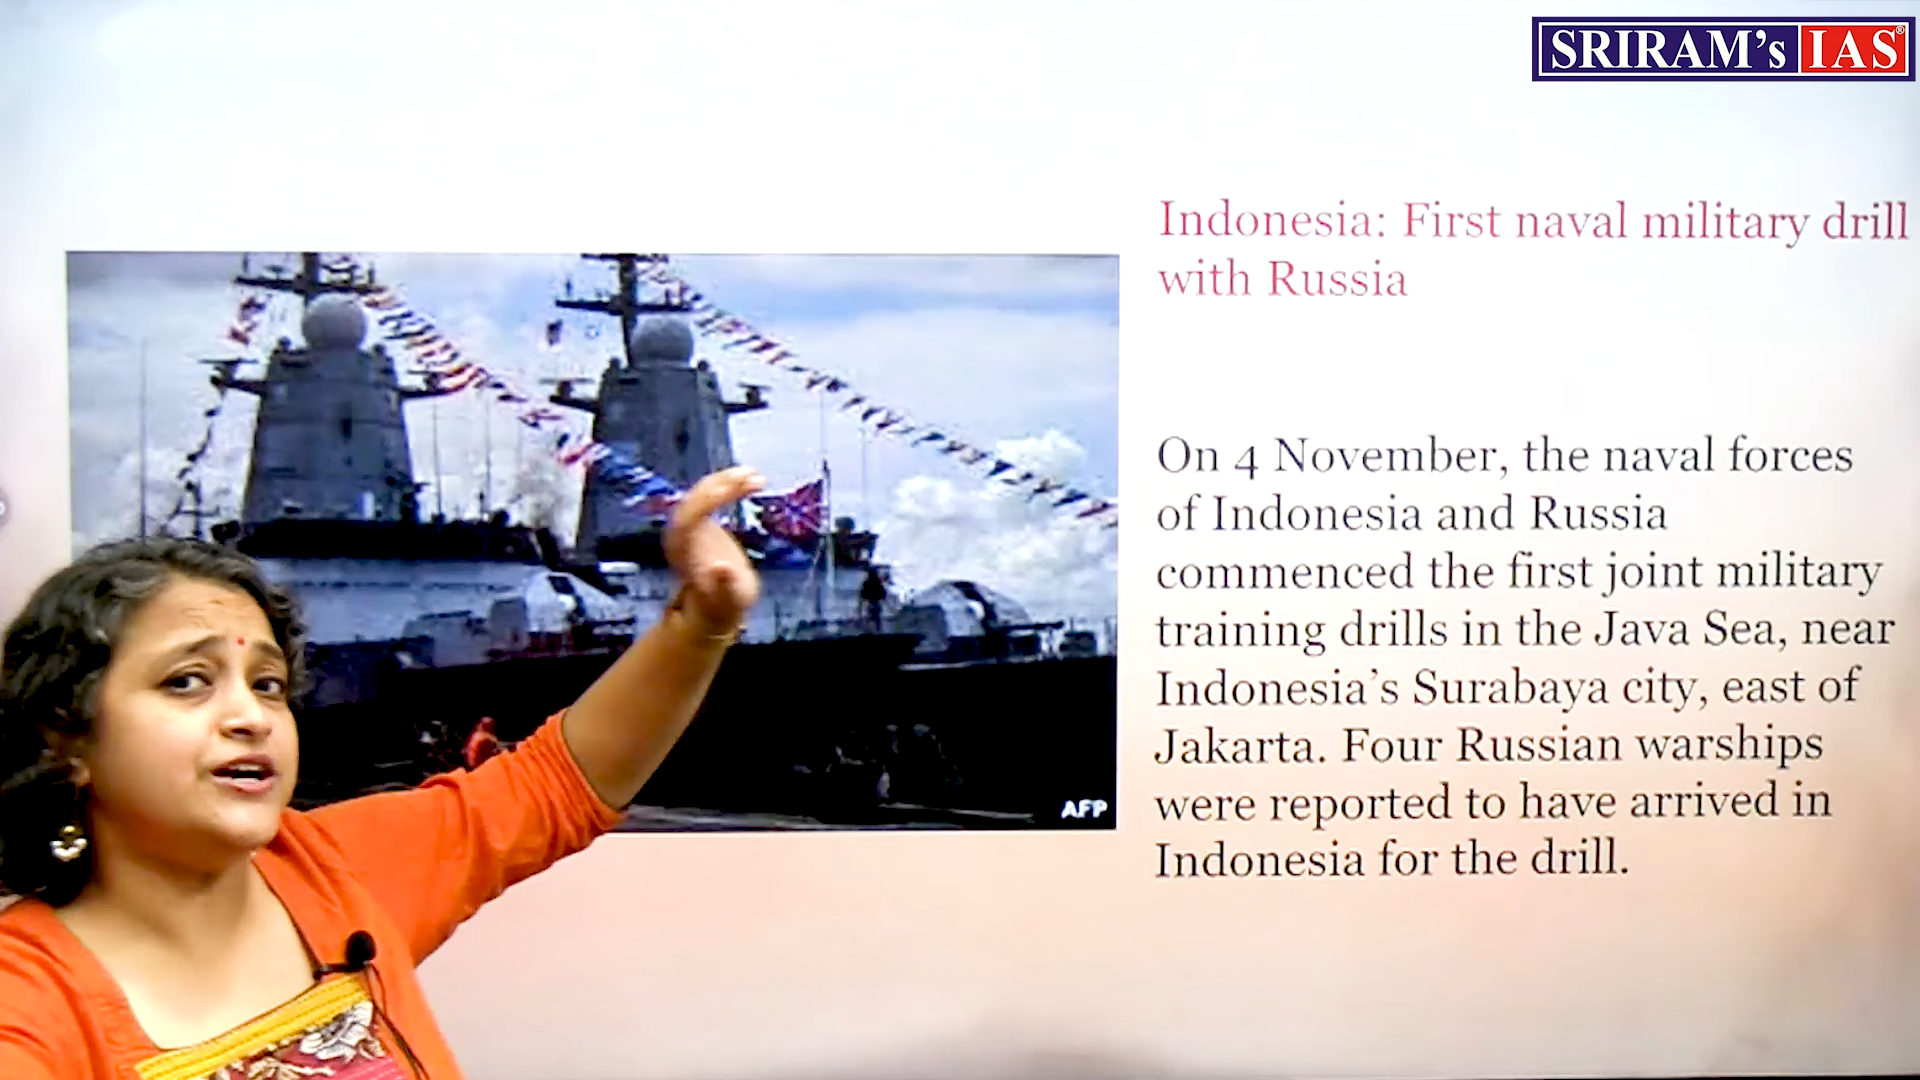 SRIRAM's IAS®
Indonesia: First naval military drill
with Russia
On 4 November, the naval forces
of Indonesia and Russia
commenced the first joint military
training drills in the Java Sea, near
Indonesia's Surabaya city, east of
Jakarta. Four Russian warships
were reported to have arrived in
Indonesia for the drill.
AFP